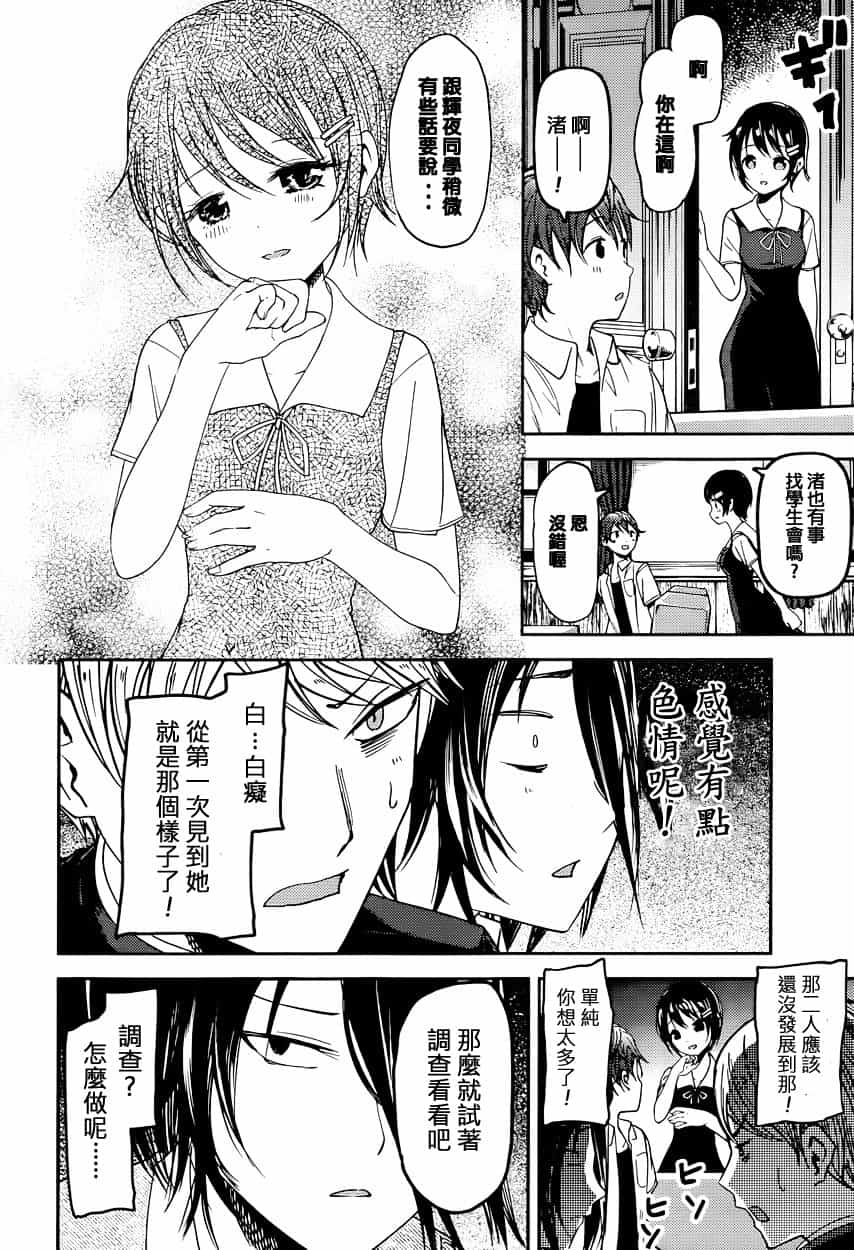 ギイ
啊
你在這啊
啊——
渚——！
渚也有事
找學生會嗎？
恩
沒錯喔
跟輝夜同學稍微
有些話要說...
感覺有點
色情呢！
白...白癡
從第一次見到她
就是那個樣子了！
那二人應該
還沒發展到那！
單純
你想太多了！
ヒソ
ヒソ
那麼就試著
調查看看吧
調查？
怎麼做呢......